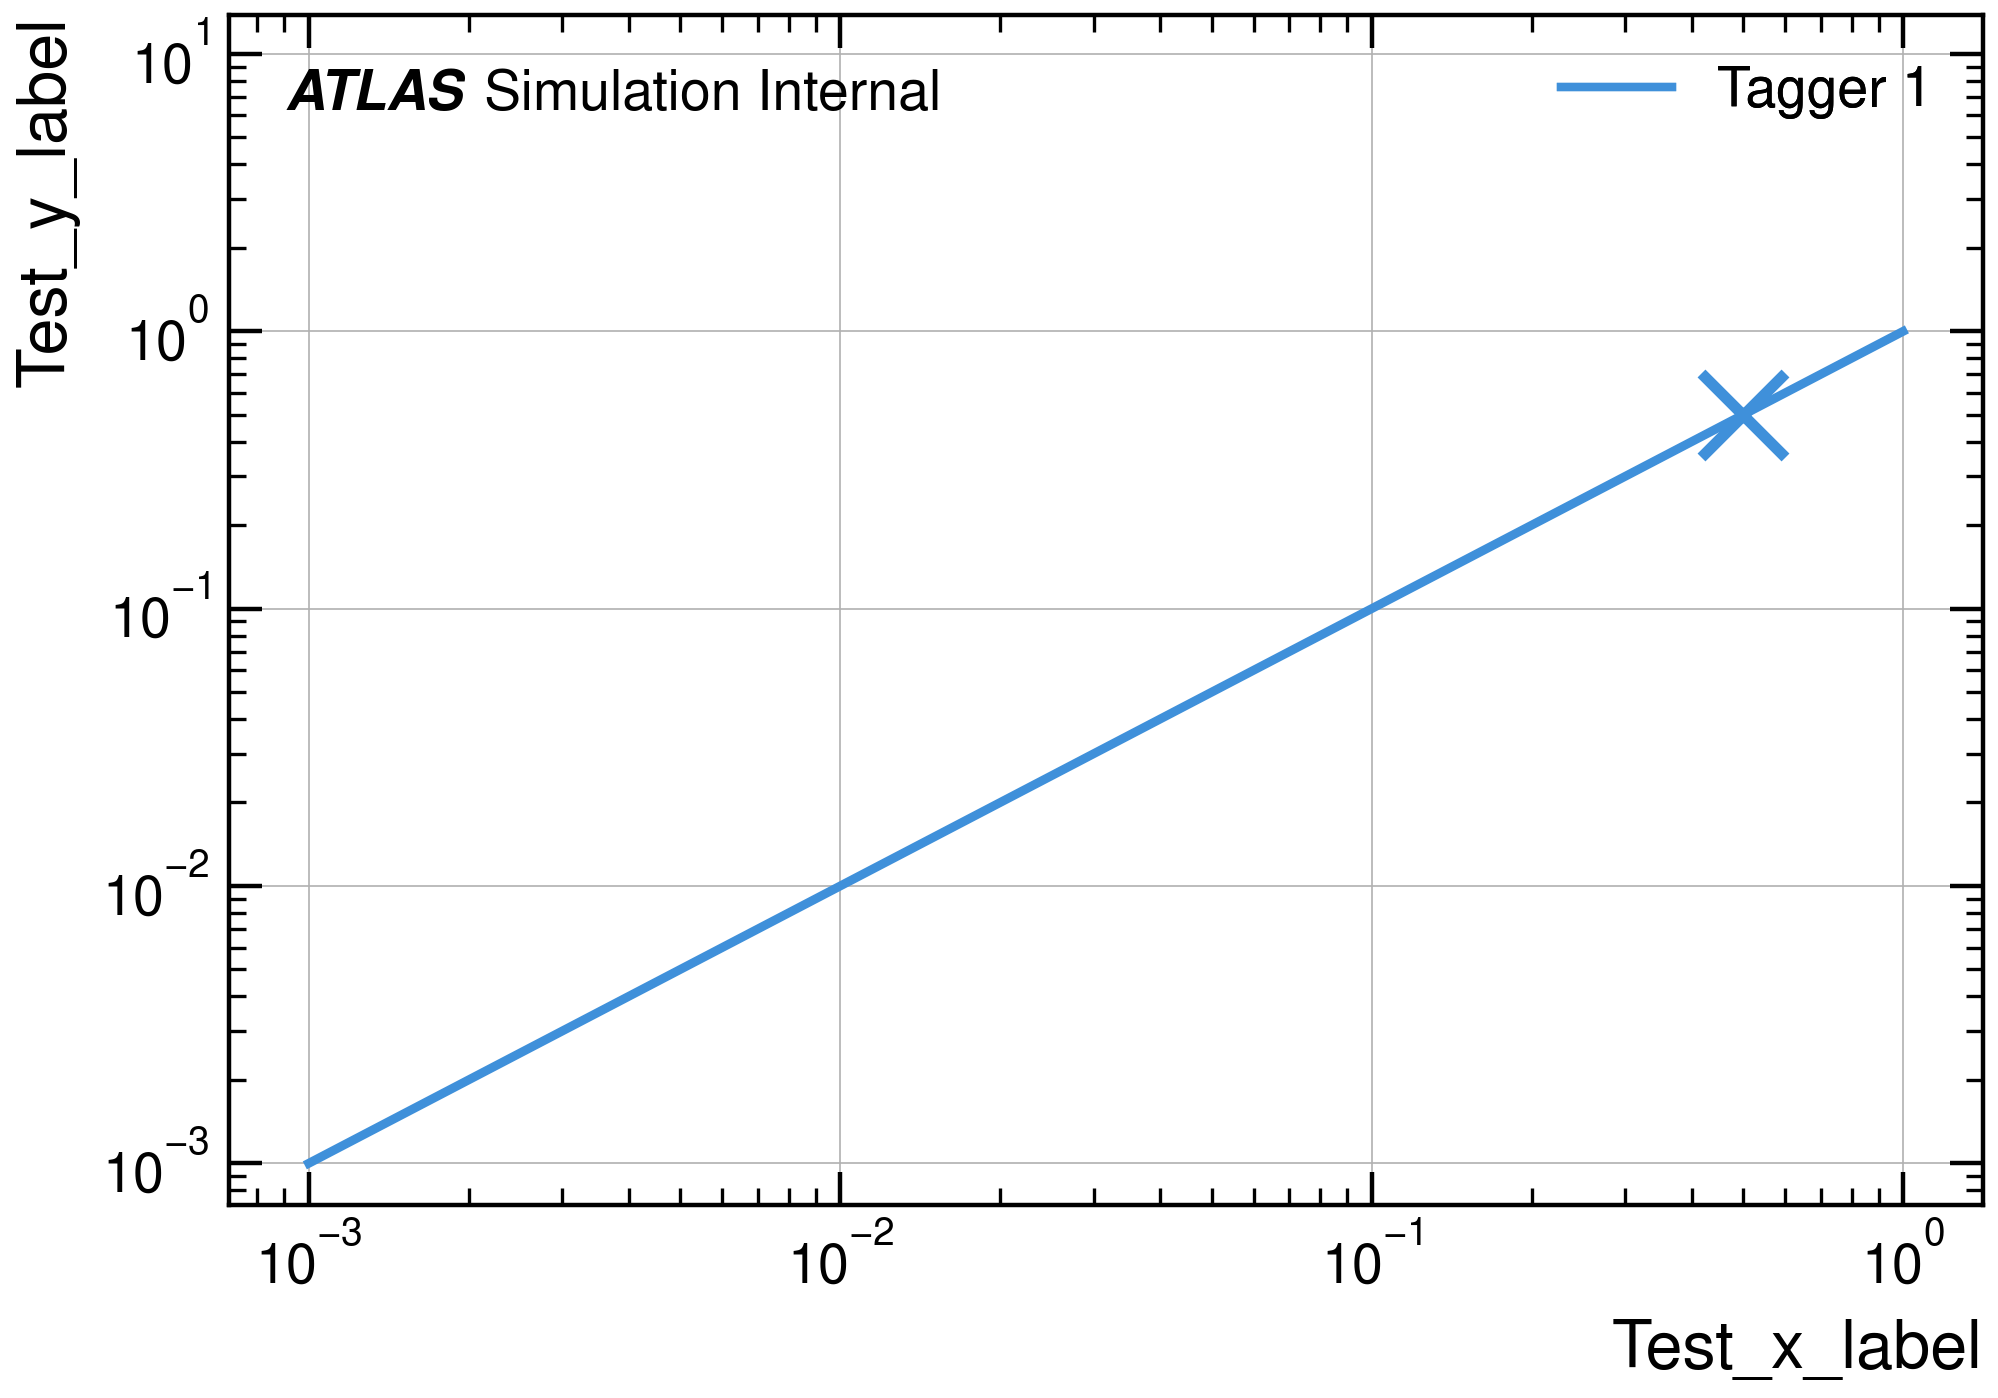 Test_y_label
ATLAS Simulation Internal
Tagger 1
10^1
10^0
10^−1
10^−2
10^−3
10^−3 10^−2 10^−1 10^0
Test_x_label